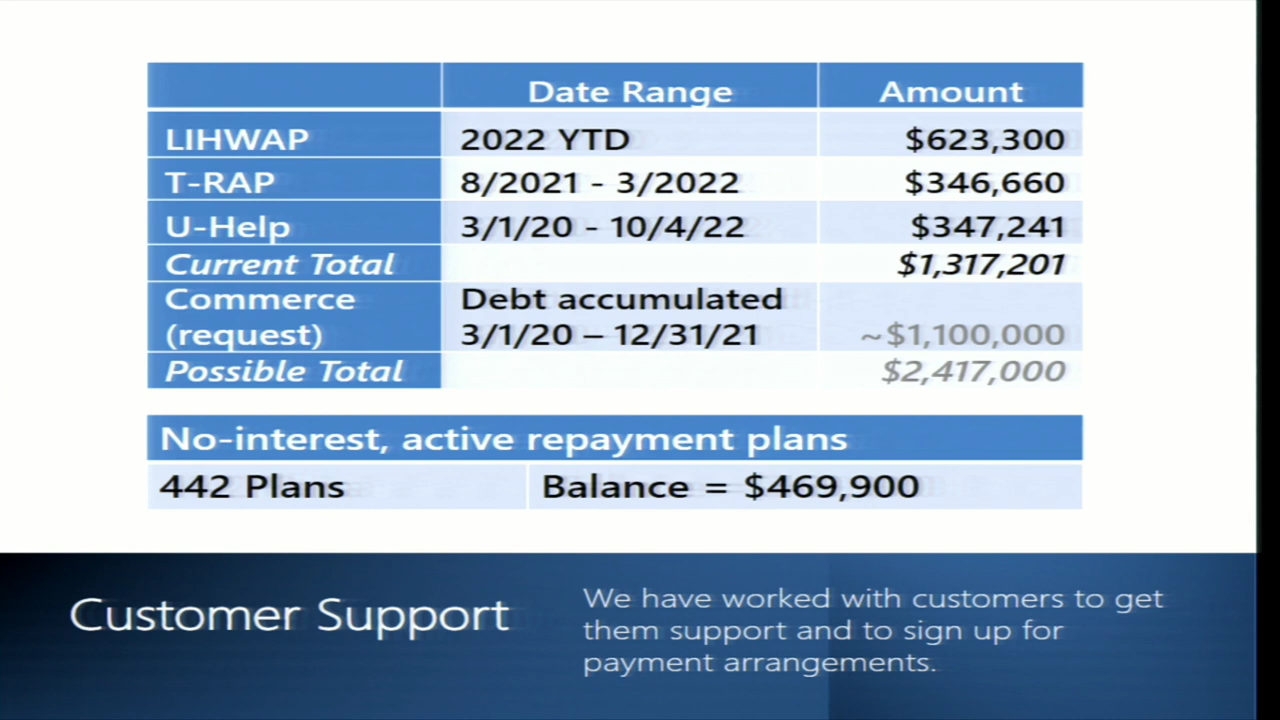 Date Range Amount
LIHWAP 2022 YTD $623,300
T-RAP 8/2021 - 3/2022 $346,660
U-Help 3/1/20 - 10/4/22 $347,241
Current Total $1,317,201
Commerce Debt accumulated
(request) 3/1/20 – 12/31/21 ~$1,100,000
Possible Total $2,417,000
No-interest, active repayment plans
442 Plans Balance = $469,900
Customer Support
We have worked with customers to get
them support and to sign up for
payment arrangements.